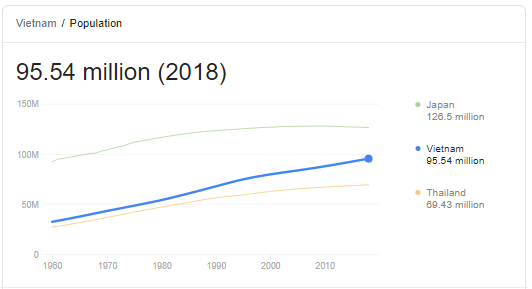 Vietnam / Population
95.54 million (2018)
150M
100M
50M
0
1960
1970
1980
1990
2000
2010
Japan
126.5 million
Vietnam
95.54 million
Thailand
69.43 million